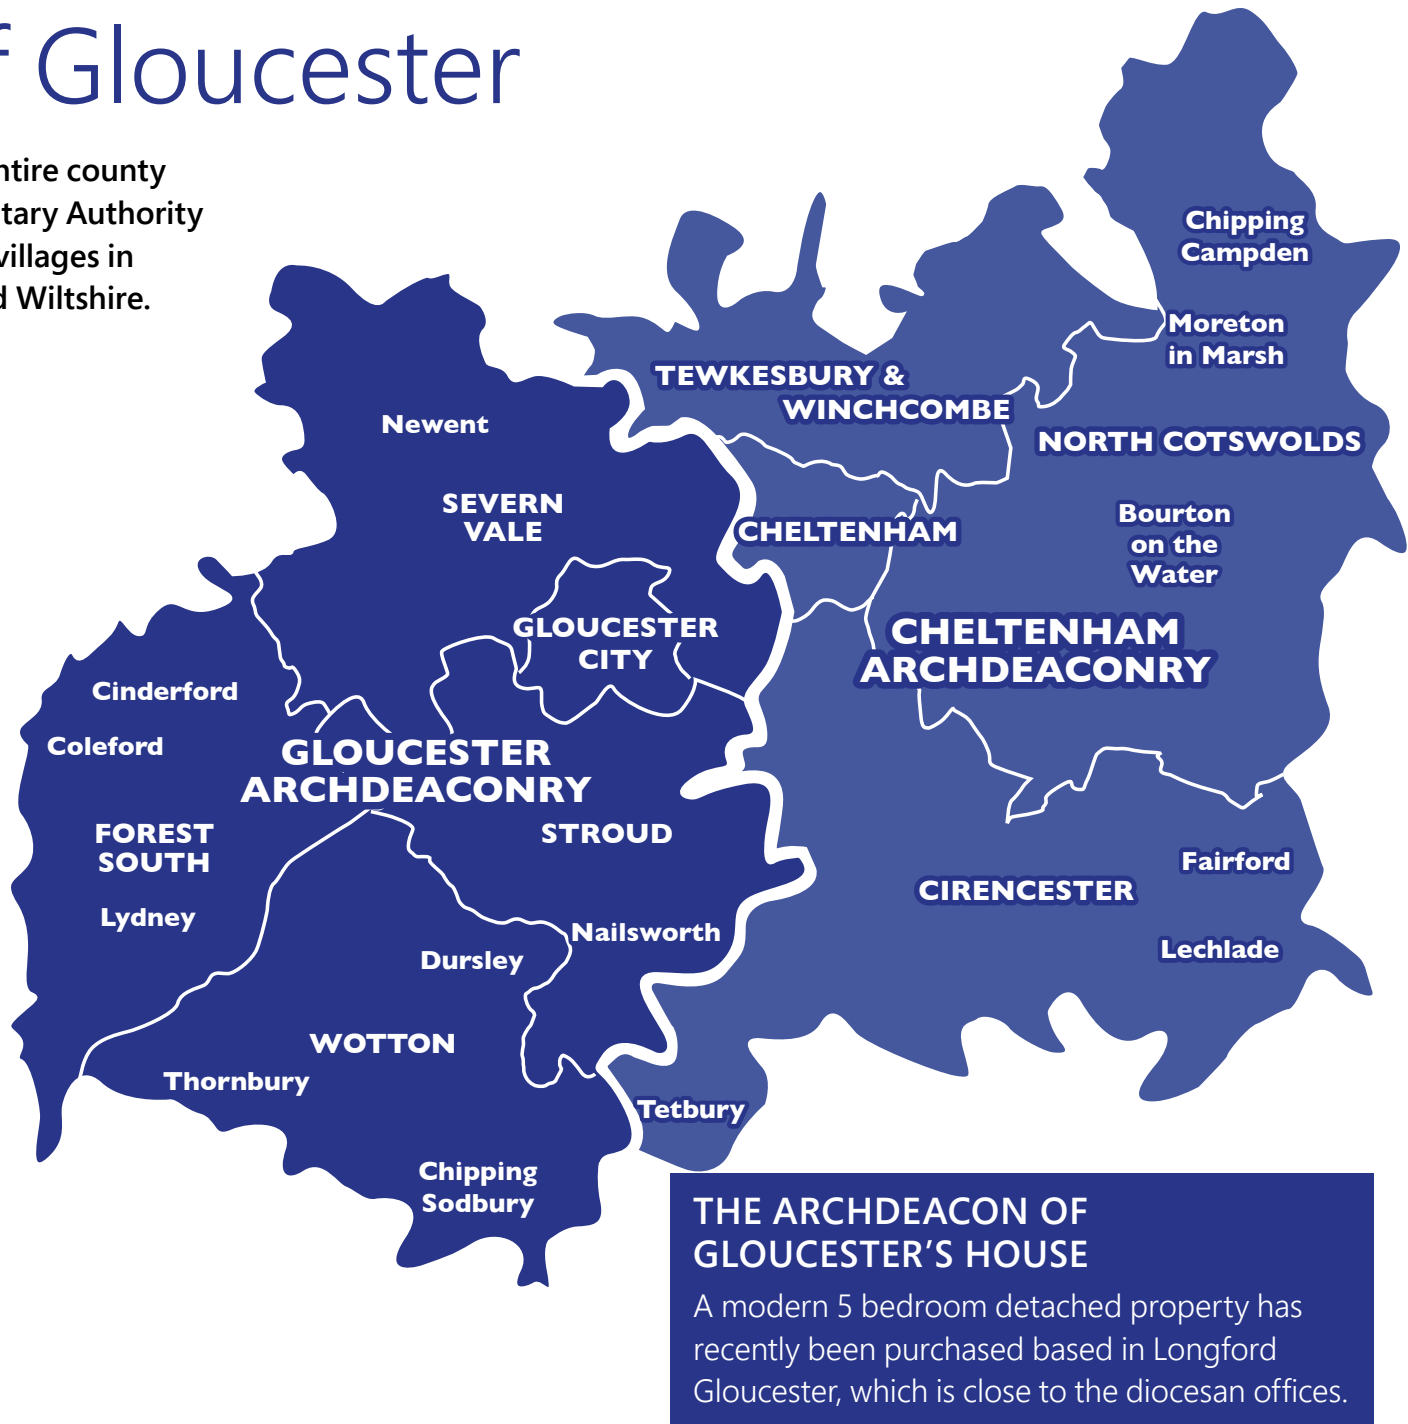 f Gloucester
ntire county
tary Authority
villages in
d Wiltshire.
Chipping
Campden
Moreton
in Marsh
TEWKESBURY &
WINCHCOMBE
NORTH COTSWOLDS
Newent
SEVERN
VALE
CHELTENHAM
Bourton
on the
Water
GLOUCESTER
CITY
CHELTENHAM
ARCHDEACONRY
Cinderford
Coleford
GLOUCESTER
ARCHDEACONRY
FOREST
SOUTH
STROUD
Fairford
CIRENCESTER
Lydney
Nailsworth
Dursley
Lechlade
WOTTON
Thornbury
Tetbury
Chipping
Sodbury
THE ARCHDEACON OF
GLOUCESTER’S HOUSE
A modern 5 bedroom detached property has
recently been purchased based in Longford
Gloucester, which is close to the diocesan offices.